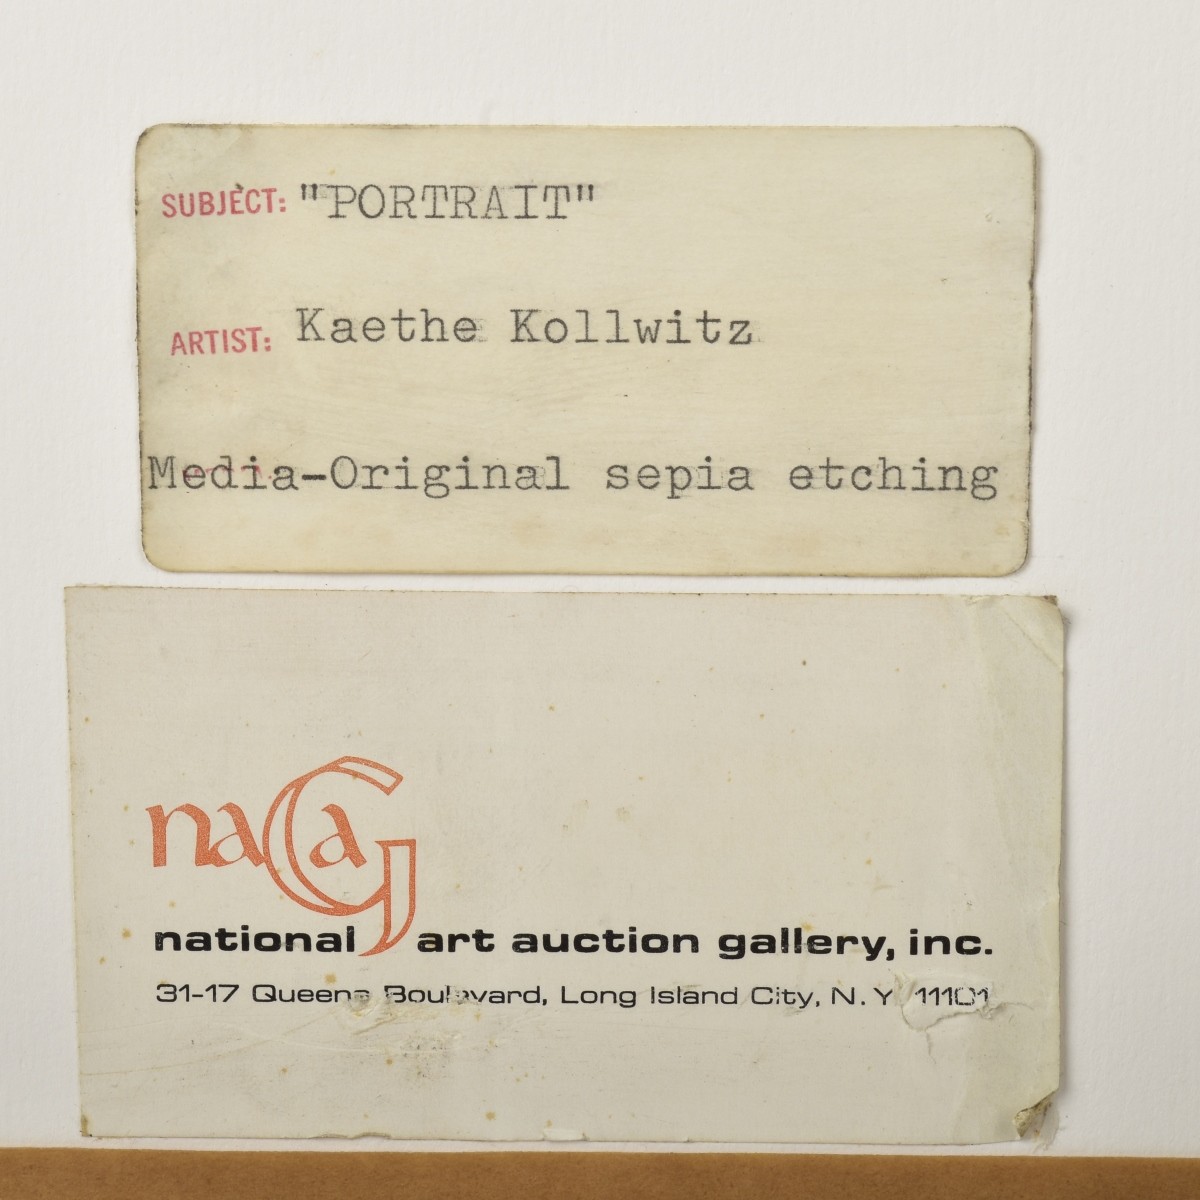 SUBJECT: "PORTRAIT"
ARTIST: Kaethe Kollwitz
Media-Original sepia etching
naGa
national art auction gallery, inc.
31-17 Queens Boulevard, Long Island City, N.Y. 11101